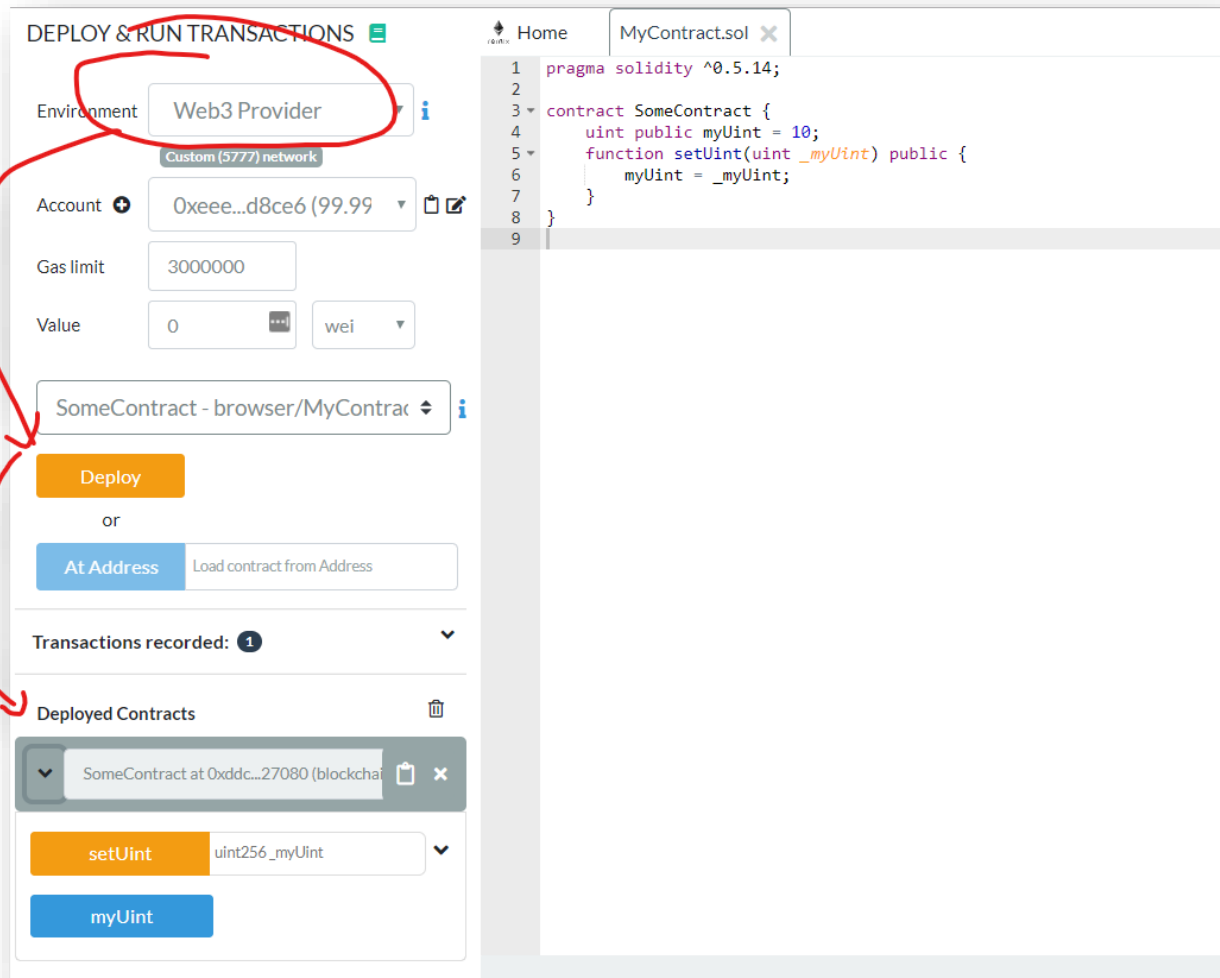 DEPLOY & RUN TRANSACTIONS
Environment
Web3 Provider
Custom (5777) network
Account
0xeee...d8ce6 (99.99
Gas limit
3000000
Value
0
wei
SomeContract - browser/MyContrac
Deploy
or
At Address
Load contract from Address
Transactions recorded: 1
Deployed Contracts
SomeContract at 0xddc...27080 (blockchai
setUint
uint256 _myUint
myUint
Home
MyContract.sol
1 pragma solidity ^0.5.14;
2
3 contract SomeContract {
4     uint public myUint = 10;
5     function setUint(uint _myUint) public {
6         myUint = _myUint;
7     }
8 }
9